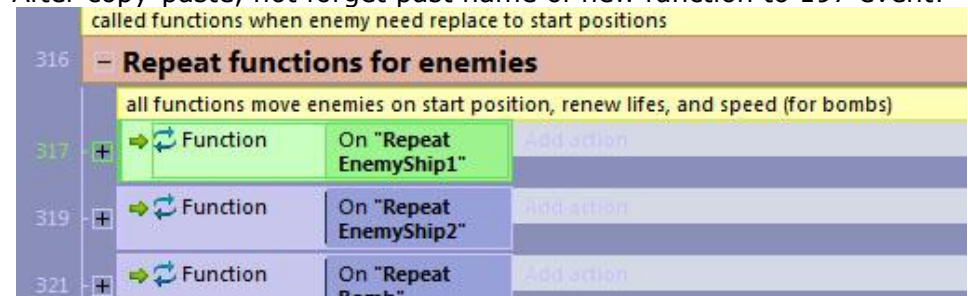 After copy-paste, not forget past name of new function to 197 event.
called functions when enemy need replace to start positions
316 Repeat functions for enemies
all functions move enemies on start position, renew lifes, and speed (for bombs)
317 Function On "Repeat EnemyShip1" Add action
319 Function On "Repeat EnemyShip2" Add action
321 Function On "Repeat Bomb" Add action